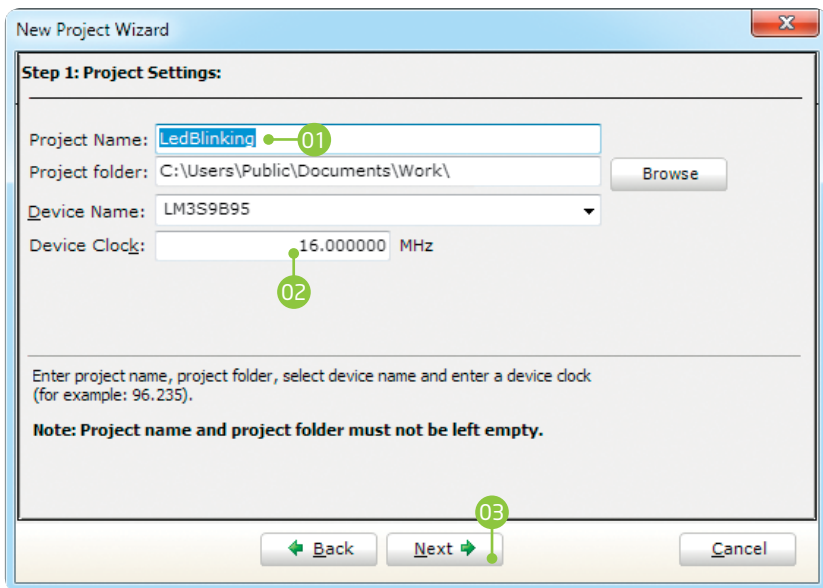 New Project Wizard
Step 1: Project Settings:
Project Name: LedBlinking 01
Project folder: C:\Users\Public\Documents\Work\ Browse
Device Name: LM3S9B95
Device Clock: 16.000000 MHz
02
Enter project name, project folder, select device name and enter a device clock
(for example: 96.235).
Note: Project name and project folder must not be left empty.
03
Back Next Cancel